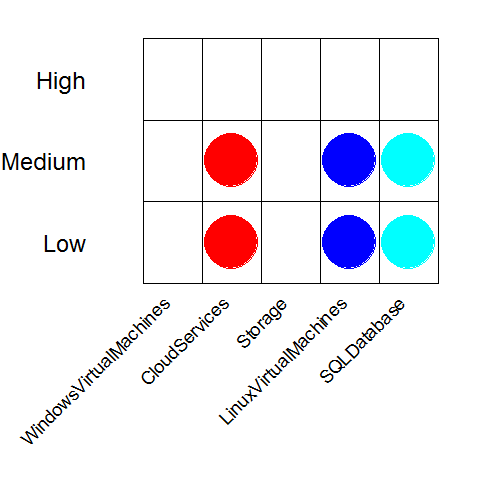 High
Medium
Low
WindowsVirtualMachines
CloudServices
Storage
LinuxVirtualMachines
SQLDatabase